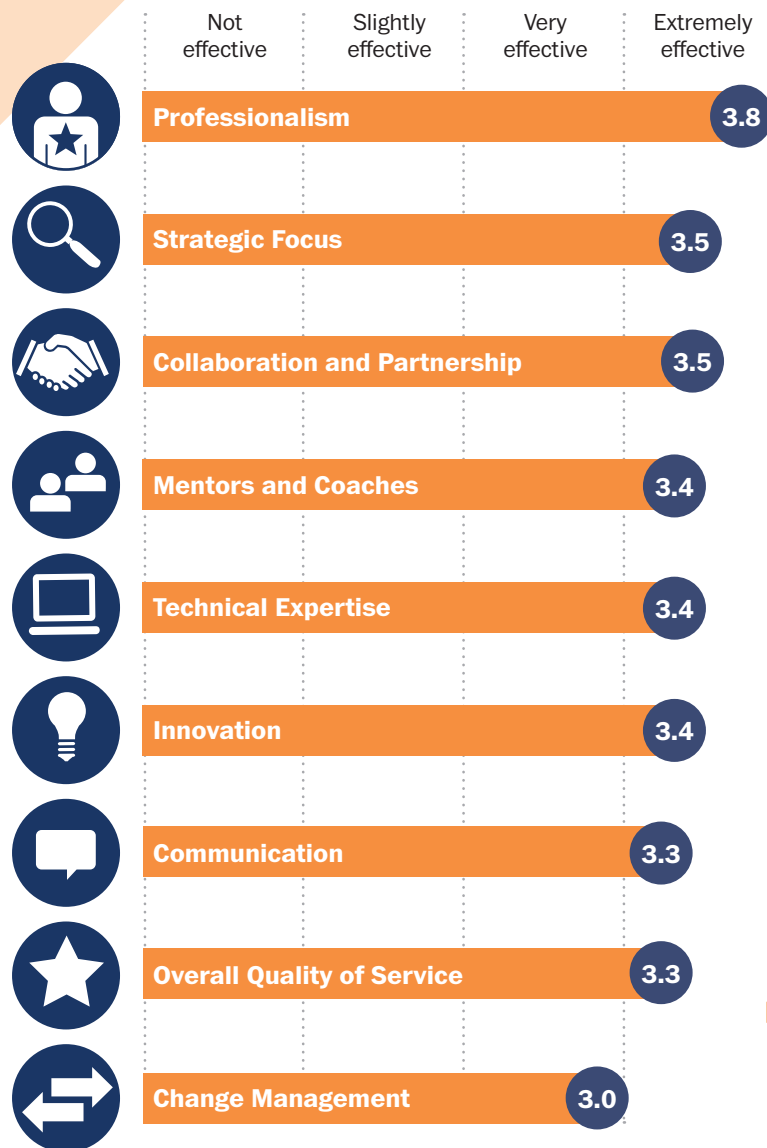 Not effective
Slightly effective
Very effective
Extremely effective
Professionalism 3.8
Strategic Focus 3.5
Collaboration and Partnership 3.5
Mentors and Coaches 3.4
Technical Expertise 3.4
Innovation 3.4
Communication 3.3
Overall Quality of Service 3.3
Change Management 3.0